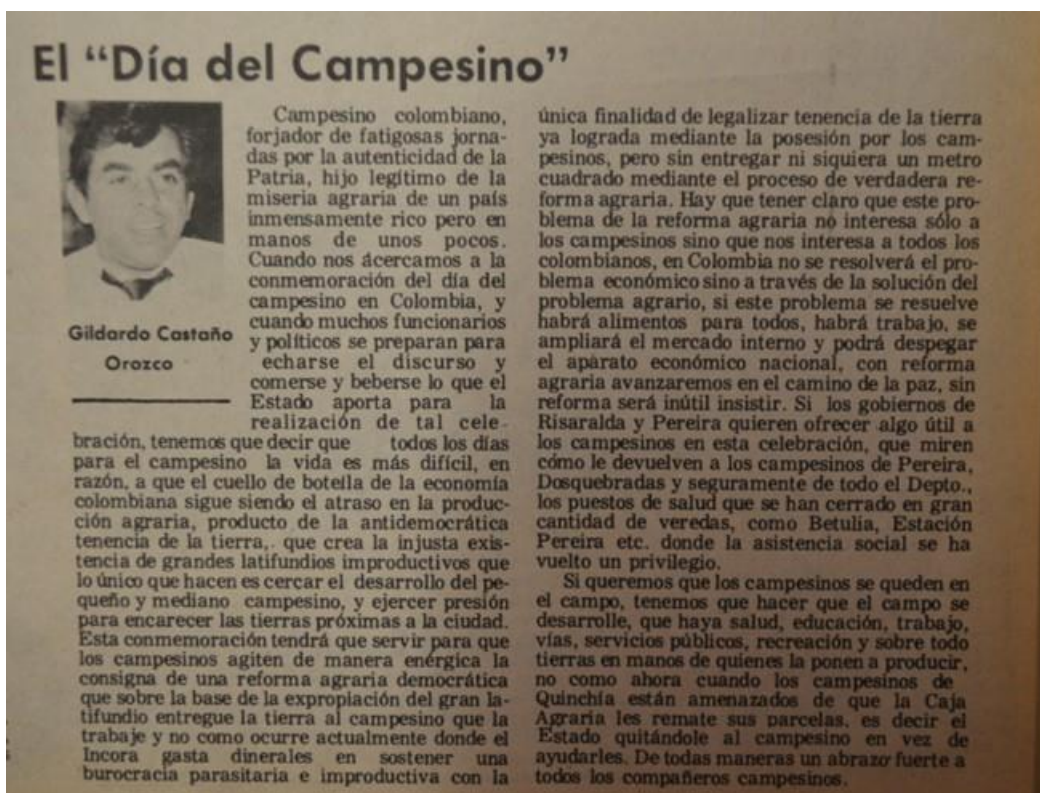 El “Día del Campesino”
Gildardo Castaño
Orozco
Campesino colombiano,
forjador de fatigosas jorna-
das por la autenticidad de la
Patria, hijo legítimo de la
miseria agraria de un país
inmensamente rico pero en
manos de unos pocos.
Cuando nos ácercamos a la
conmemoración del día del
campesino en Colombia, y
cuando muchos funcionarios
y políticos se preparan para
echarse el discurso y
comerse y beberse lo que el
Estado aporta para la
realización de tal cele-
bración, tenemos que decir que todos los días
para el campesino la vida es más difícil, en
razón, a que el cuello de botella de la economía
colombiana sigue siendo el atraso en la produc-
ción agraria, producto de la antidemocrática
tenencia de la tierra,. que crea la injusta exis-
tencia de grandes latifundios improductivos que
lo único que hacen es cercar el desarrollo del pe-
queño y mediano campesino, y ejercer presión
para encarecer las tierras próximas a la ciudad.
Esta conmemoración tendrá que servir para que
los campesinos agiten de manera enérgica la
consigna de una reforma agraria democrática
que sobre la base de la expropiación del gran la-
tifundio entregue la tierra al campesino que la
trabaje y no como ocurre actualmente donde el
Incora gasta dinerales en sostener una
burocracia parasitaria e improductiva con la
única finalidad de legalizar tenencia de la tierra
ya lograda mediante la posesión por los cam-
pesinos, pero sin entregar ni siquiera un metro
cuadrado mediante el proceso de verdadera re-
forma agraria. Hay que tener claro que este pro-
blema de la reforma agraria no interesa sólo a
los campesinos sino que nos interesa a todos los
colombianos, en Colombia no se resolverá el pro-
blema económico sino a través de la solución del
problema agrario, si este problema se resuelve
habrá alimentos para todos, habrá trabajo, se
ampliará el mercado interno y podrá despegar
el aparato económico nacional, con reforma
agraria avanzaremos en el camino de la paz, sin
reforma será inútil insistir. Si los gobiernos de
Risaralda y Pereira quieren ofrecer algo útil a
los campesinos en esta celebración, que miren
cómo le devuelven a los campesinos de Pereira,
Dosquebradas y seguramente de todo el Depto.,
los puestos de salud que se han cerrado en gran
cantidad de veredas, como Betulia, Estación
Pereira etc. donde la asistencia social se ha
vuelto un privilegio.
Si queremos que los campesinos se queden en
el campo, tenemos que hacer que el campo se
desarrolle, que haya salud, educación, trabajo,
vías, servicios públicos, recreación y sobre todo
tierras en manos de quienes la ponen a producir,
no como ahora cuando los campesinos de
Quinchía están amenazados de que la Caja
Agraria les remate sus parcelas, es decir el
Estado quitándole al campesino en vez de
ayudarles. De todas maneras un abrazo fuerte a
todos los compañeros campesinos.